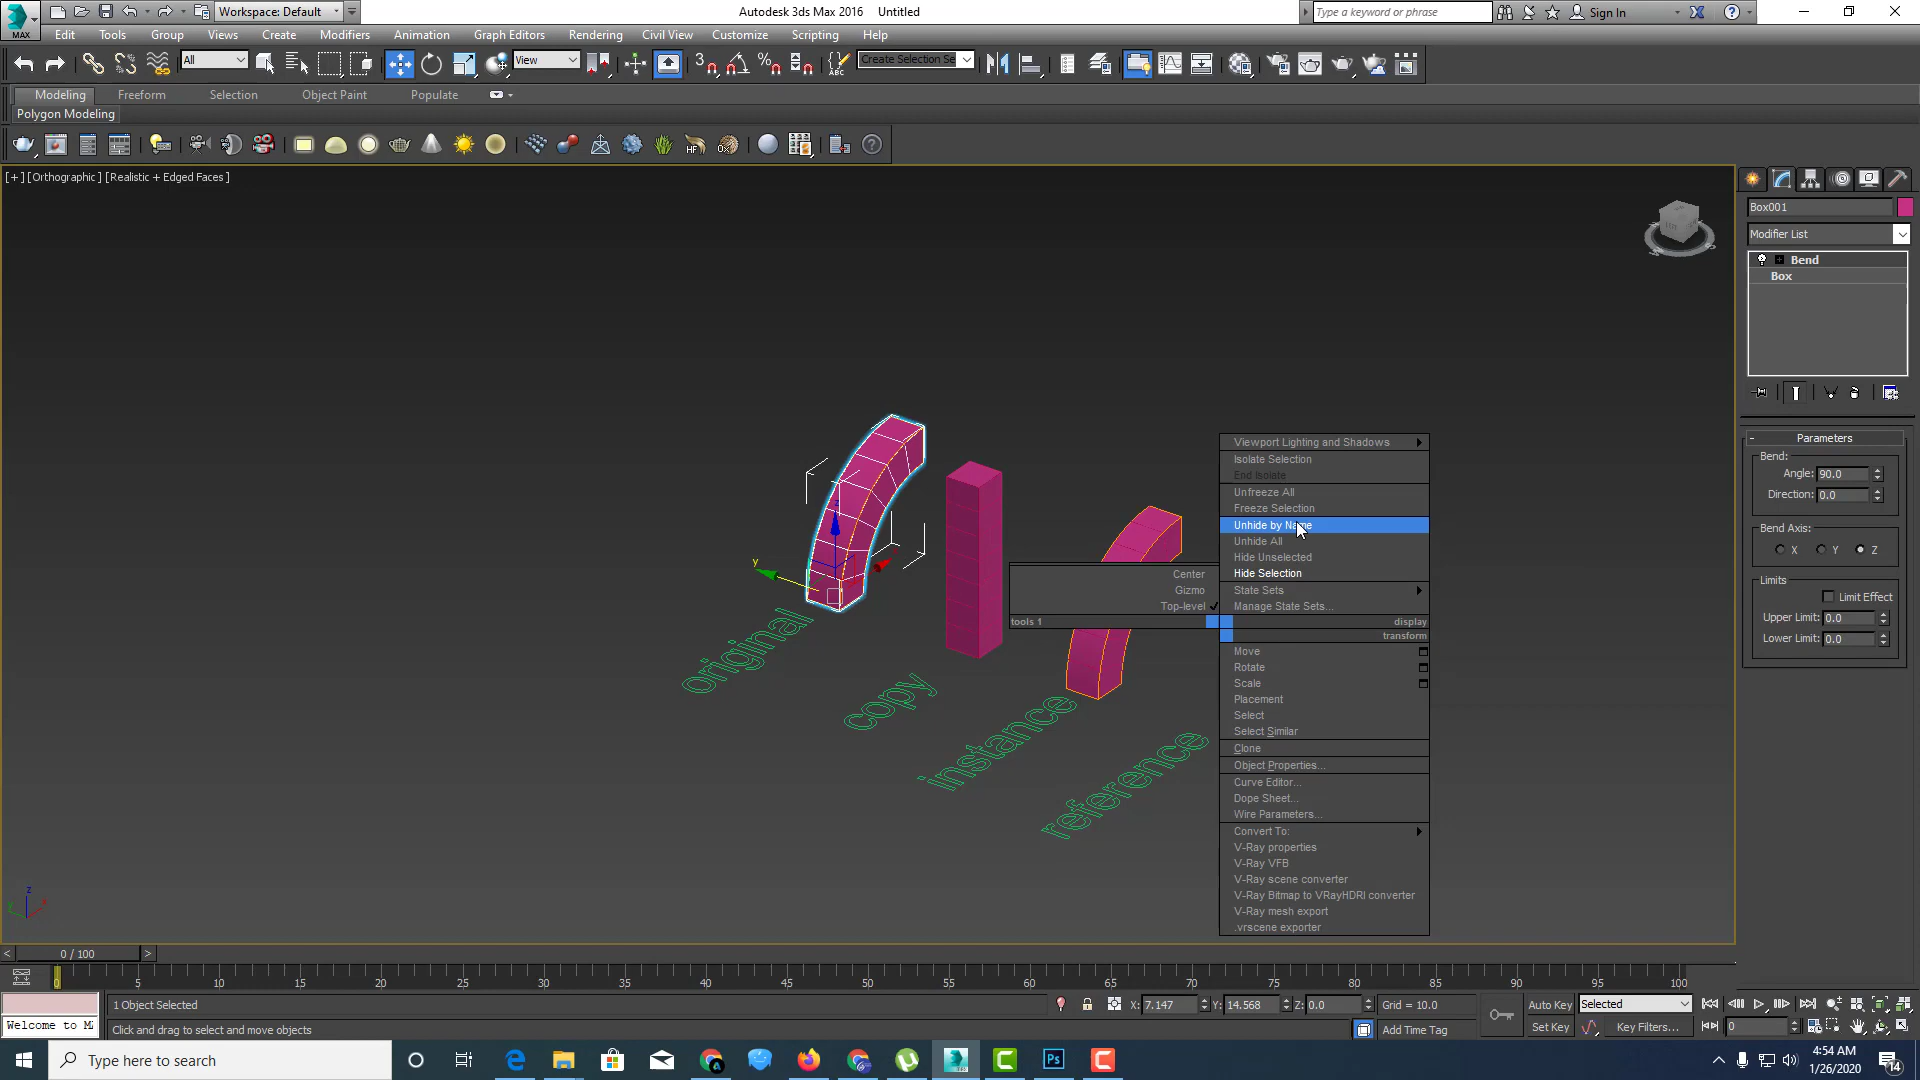 Workspace: Default
Autodesk 3ds Max 2016 Untitled
Type a keyword or phrase
Sign In
MAX
Edit Tools Group Views Create Modifiers Animation Graph Editors Rendering Civil View Customize Scripting Help
All
View
3
ABC
Create Selection Se
Modeling Freeform Selection Object Paint Populate
Polygon Modeling
HF
[+] [Orthographic ] [Realistic + Edged Faces ]
Box001
Modifier List
Bend
Box
Parameters
Bend:
Angle: 90.0
Direction: 0.0
Bend Axis:
X Y Z
Limits
Limit Effect
Upper Limit: 0.0
Lower Limit: 0.0
Viewport Lighting and Shadows
Isolate Selection
End Isolate
Unfreeze All
Freeze Selection
Unhide by Name
Unhide All
Hide Unselected
Hide Selection
State Sets
Manage State Sets...
Center
Gizmo
Top-level
tools 1
display
transform
Move
Rotate
Scale
Placement
Select
Select Similar
Clone
Object Properties...
Curve Editor...
Dope Sheet...
Wire Parameters...
Convert To:
V-Ray properties
V-Ray VFB
V-Ray scene converter
V-Ray Bitmap to VRayHDRI converter
V-Ray mesh export
.vrscene exporter
y
z
original
copy
instance
reference
z
y x
0 / 100
0 5 10 15 20 25 30 35 40 45 50 55 60 65 70 75 80 85 90 95 100
1 Object Selected
X: 7.147 Y: 14.568 Z: 0.0 Grid = 10.0
Auto Key Selected
Welcome to MA
Click and drag to select and move objects
Add Time Tag
Set Key Key Filters... 0
Type here to search
Ps
4:54 AM
1/26/2020
14